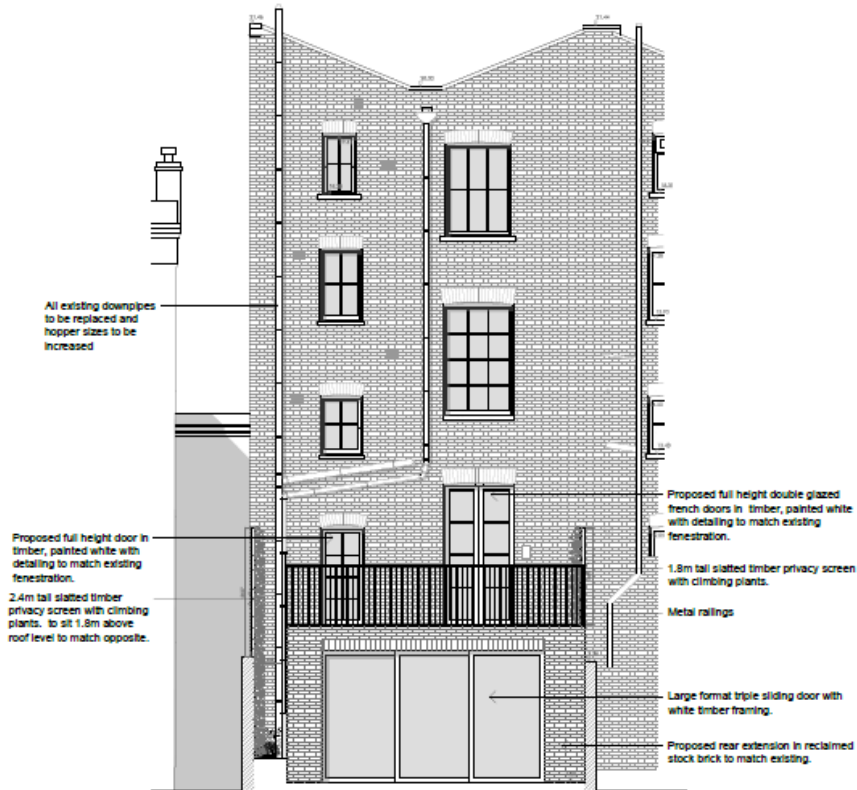 All existing downpipes
to be replaced and
hopper sizes to be
increased
Proposed full height door in
timber, painted white with
detailing to match existing
fenestration.
2.4m tall slatted timber
privacy screen with climbing
plants. to sit 1.8m above
roof level to match opposite.
Proposed full height double glazed
french doors in timber, painted white
with detailing to match existing
fenestration.
1.8m tall slatted timber privacy screen
with climbing plants.
Metal railings
Large format triple sliding door with
white timber framing.
Proposed rear extension in reclaimed
stock brick to match existing.